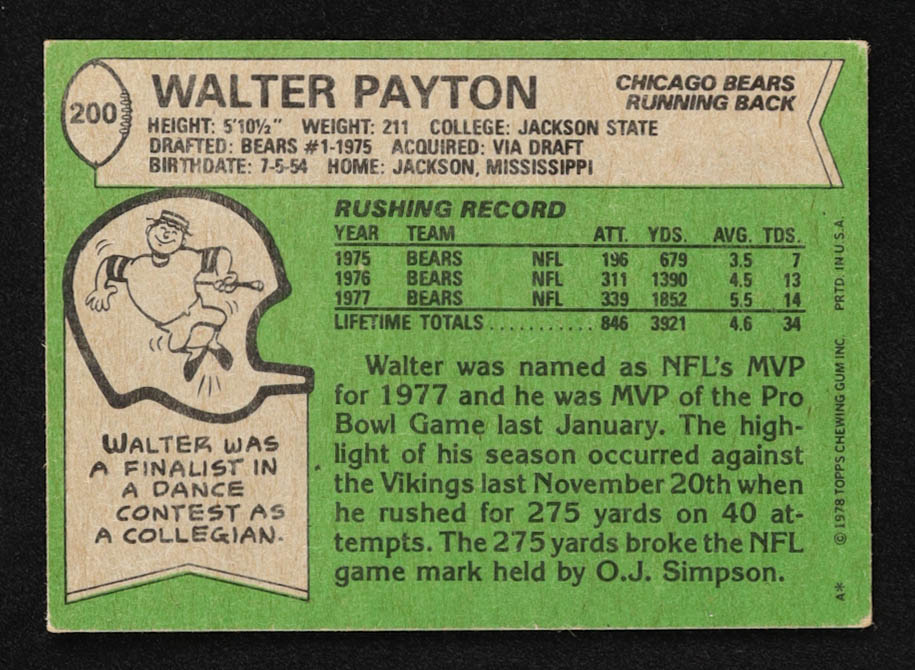 200
WALTER PAYTON
CHICAGO BEARS
RUNNING BACK
HEIGHT: 5'10½" WEIGHT: 211 COLLEGE: JACKSON STATE
DRAFTED: BEARS #1-1975 ACQUIRED: VIA DRAFT
BIRTHDATE: 7-5-54 HOME: JACKSON, MISSISSIPPI
RUSHING RECORD
YEAR TEAM ATT. YDS. AVG. TDS.
1975 BEARS NFL 196 679 3.5 7
1976 BEARS NFL 311 1390 4.5 13
1977 BEARS NFL 339 1852 5.5 14
LIFETIME TOTALS........... 846 3921 4.6 34
Walter was named as NFL's MVP
for 1977 and he was MVP of the Pro
Bowl Game last January. The high-
light of his season occurred against
the Vikings last November 20th when
he rushed for 275 yards on 40 at-
tempts. The 275 yards broke the NFL
game mark held by O.J. Simpson.
WALTER WAS
A FINALIST IN
A DANCE
CONTEST AS
A COLLEGIAN.
A* © 1978 TOPPS CHEWING GUM INC. PRTD. IN U.S.A.